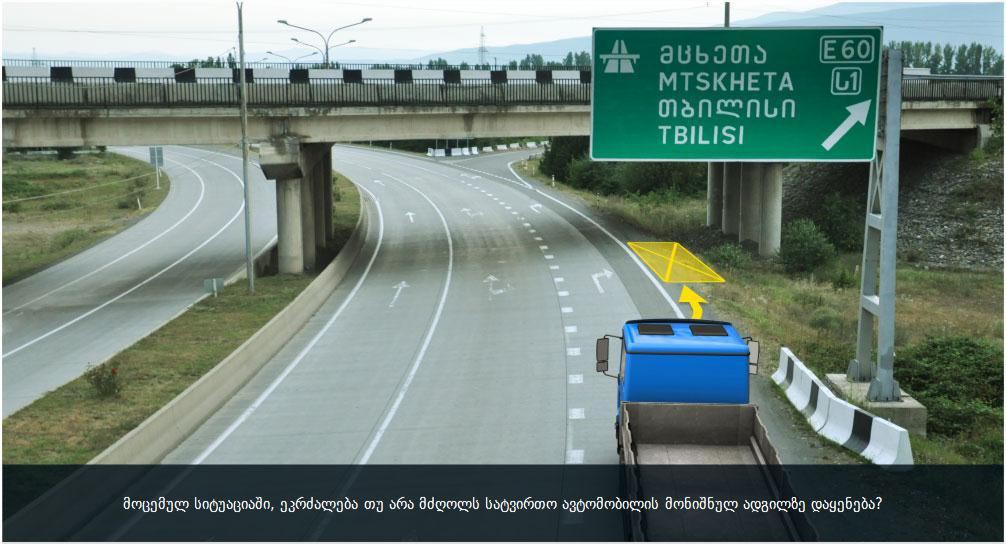 მცხეთა
MTSKHETA
თბილისი
TBILISI
E60
ს1
მოცემულ სიტუაციაში, ეკრძალება თუ არა მძღოლს სატვირთო ავტომობილის მონიშნულ ადგილზე დაყენება?